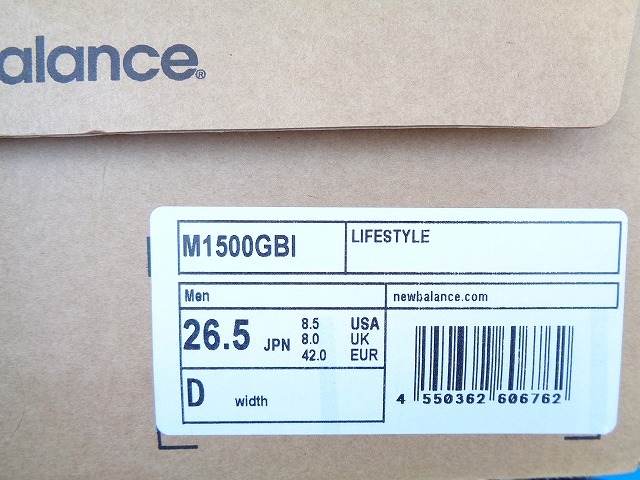 balance®
M1500GBI
LIFESTYLE
Men
newbalance.com
26.5 JPN
8.5 USA
8.0 UK
42.0 EUR
D width
4 550362 606762